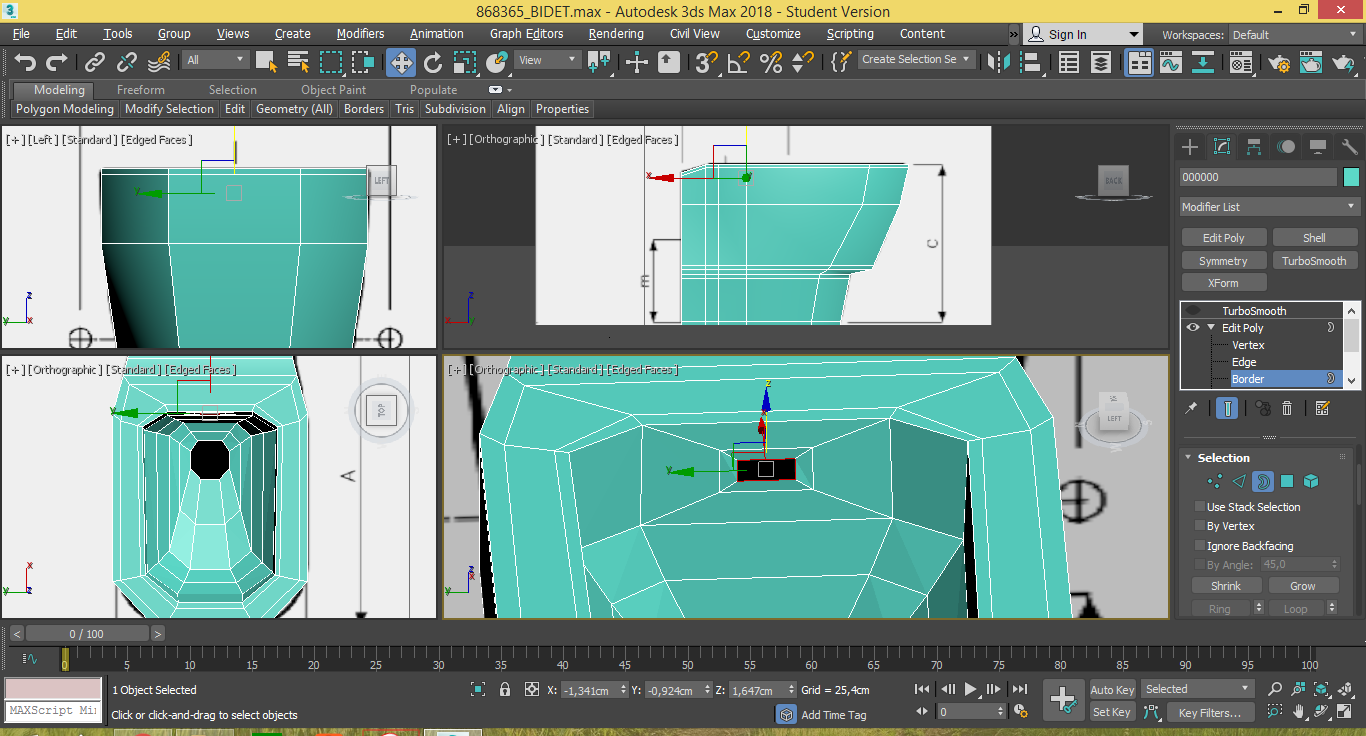 868365_BIDET.max - Autodesk 3ds Max 2018 - Student Version
File Edit Tools Group Views Create Modifiers Animation Graph Editors Rendering Civil View Customize Scripting Content » Sign In Workspaces: Default
All View Create Selection Se
Modeling Freeform Selection Object Paint Populate
Polygon Modeling Modify Selection Edit Geometry (All) Borders Tris Subdivision Align Properties
[+] [Left] [Standard] [Edged Faces]
LEFT
[+] [Orthographic] [Standard] [Edged Faces]
BACK
C
m
[+] [Orthographic] [Standard] [Edged Faces]
TOP
A
[+] [Orthographic] [Standard] [Edged Faces]
LEFT
000000
Modifier List
Edit Poly Shell
Symmetry TurboSmooth
XForm
TurboSmooth
Edit Poly
Vertex
Edge
Border
Selection
Use Stack Selection
By Vertex
Ignore Backfacing
By Angle: 45,0
Shrink Grow
Ring Loop
< 0 / 100 >
0 5 10 15 20 25 30 35 40 45 50 55 60 65 70 75 80 85 90 95 100
1 Object Selected
X: -1,341cm Y: -0,924cm Z: 1,647cm Grid = 25,4cm
Auto Key Selected
MAXScript Mi
Click or click-and-drag to select objects
Add Time Tag
0
Set Key Key Filters...